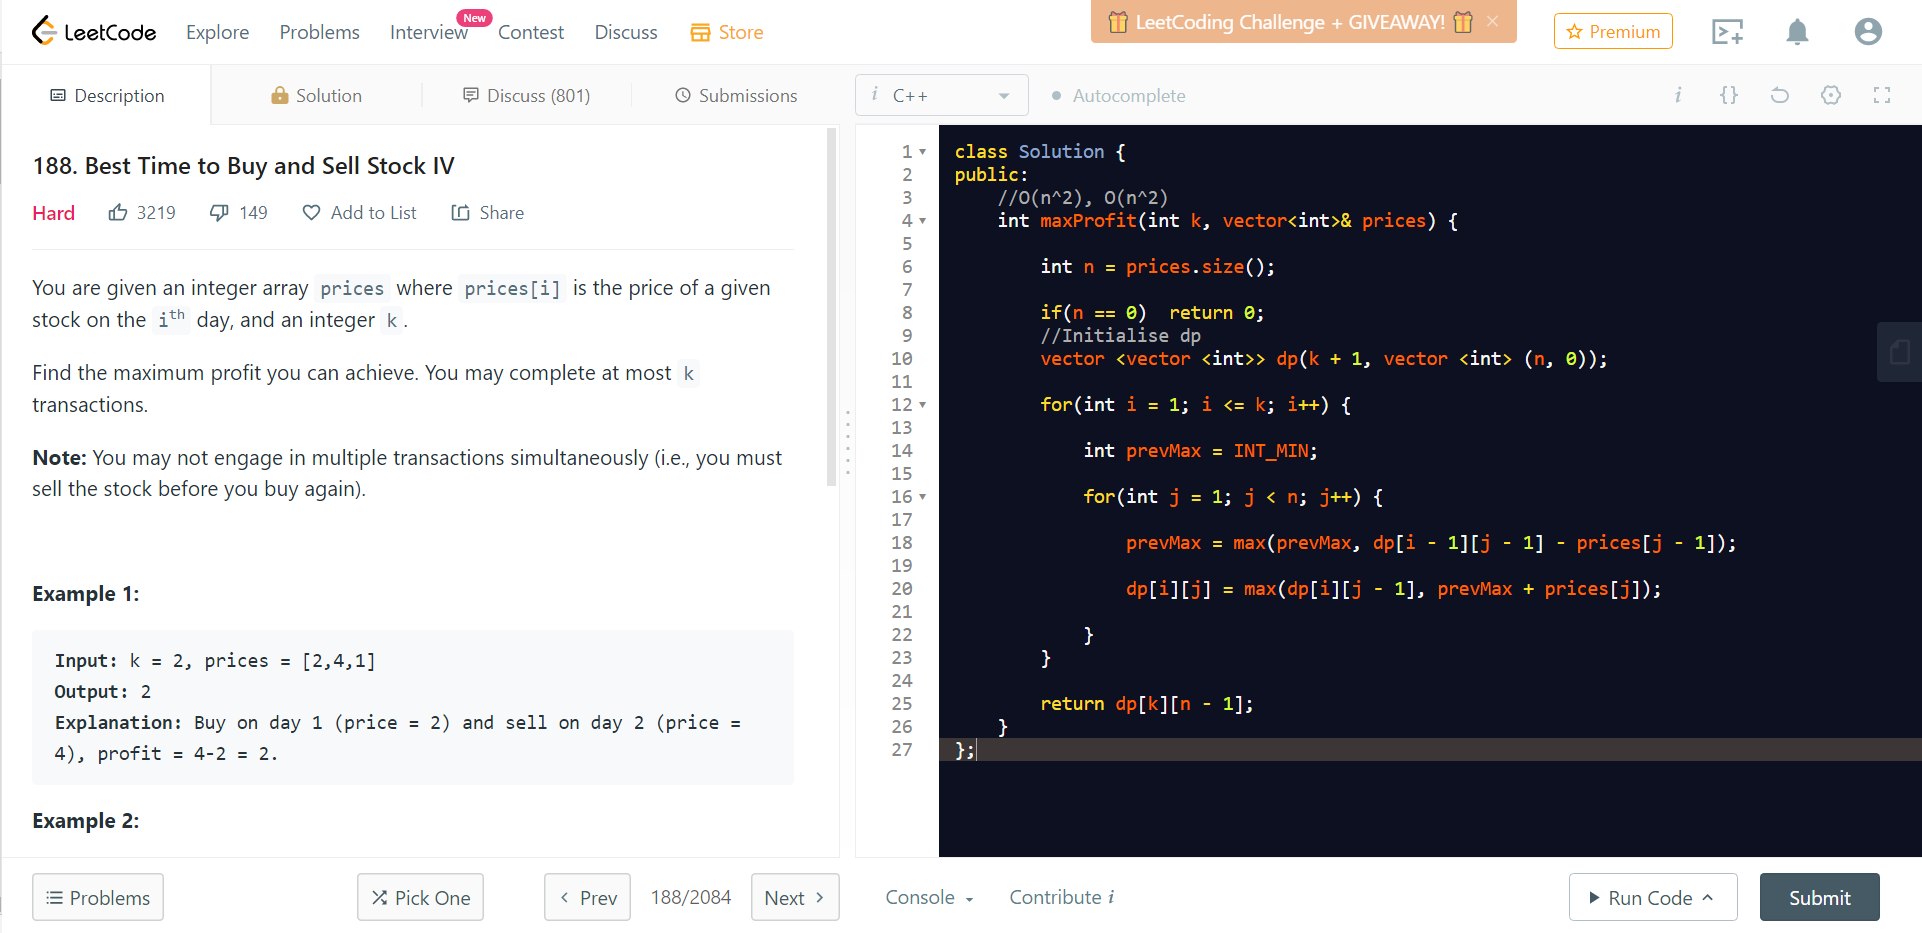 LeetCode Explore Problems Interview New Contest Discuss Store
LeetCoding Challenge + GIVEAWAY! ×
Premium
Description Solution Discuss (801) Submissions
i C++ Autocomplete i {}
188. Best Time to Buy and Sell Stock IV
Hard 3219 149 Add to List Share
You are given an integer array prices where prices[i] is the price of a given
stock on the ith day, and an integer k .
Find the maximum profit you can achieve. You may complete at most k
transactions.
Note: You may not engage in multiple transactions simultaneously (i.e., you must
sell the stock before you buy again).
Example 1:
Input: k = 2, prices = [2,4,1]
Output: 2
Explanation: Buy on day 1 (price = 2) and sell on day 2 (price =
4), profit = 4-2 = 2.
Example 2:
1 class Solution {
2 public:
3 //O(n^2), O(n^2)
4 int maxProfit(int k, vector<int>& prices) {
5
6 int n = prices.size();
7
8 if(n == 0)  return 0;
9 //Initialise dp
10 vector <vector <int>> dp(k + 1, vector <int> (n, 0));
11
12 for(int i = 1; i <= k; i++) {
13
14 int prevMax = INT_MIN;
15
16 for(int j = 1; j < n; j++) {
17
18 prevMax = max(prevMax, dp[i - 1][j - 1] - prices[j - 1]);
19
20 dp[i][j] = max(dp[i][j - 1], prevMax + prices[j]);
21
22 }
23 }
24
25 return dp[k][n - 1];
26 }
27 };
Problems Pick One Prev 188/2084 Next Console Contribute i Run Code Submit